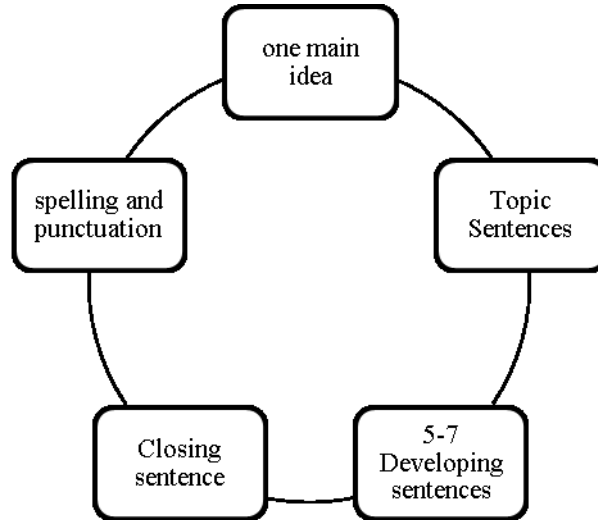 one main
idea
Topic
Sentences
5-7
Developing
sentences
Closing
sentence
spelling and
punctuation